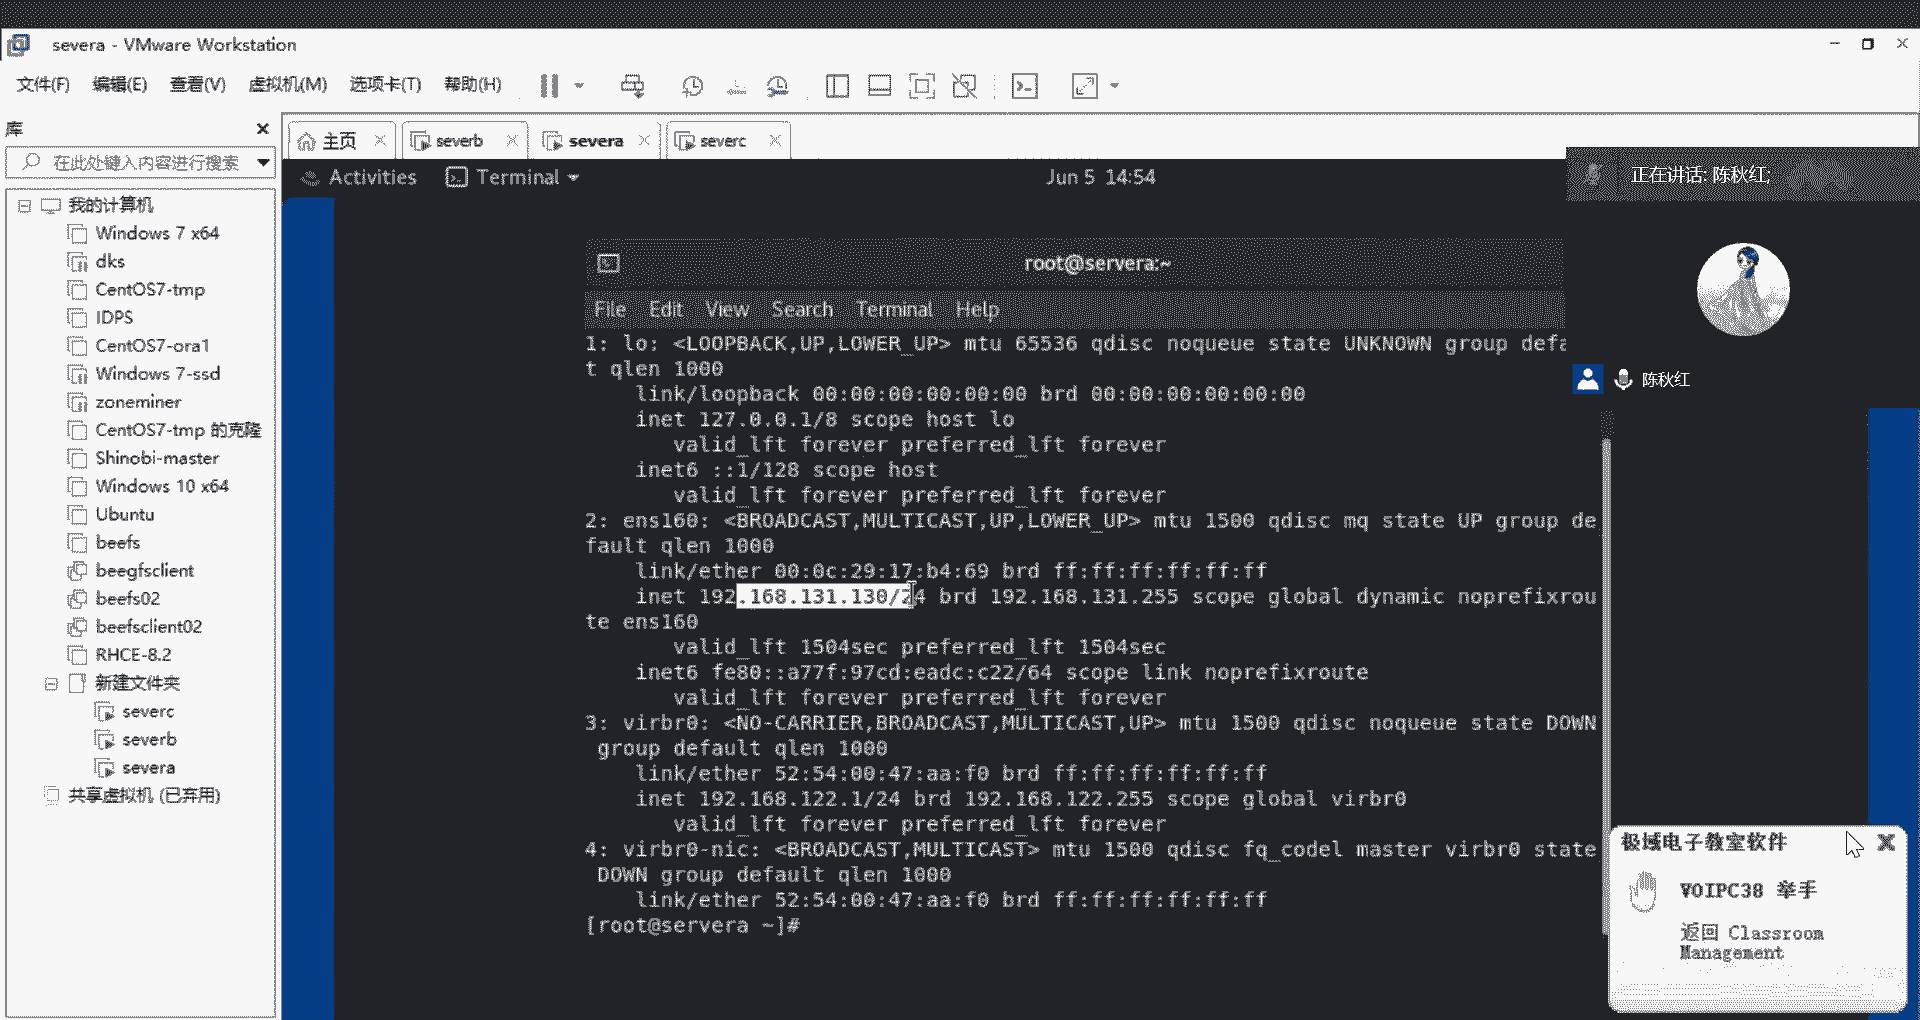 severa - VMware Workstation
文件(F) 编辑(E) 查看(V) 虚拟机(M) 选项卡(T) 帮助(H)
库
在此处键入内容进行搜索
我的计算机
Windows 7 x64
dks
CentOS7-tmp
IDPS
CentOS7-ora1
Windows 7-ssd
zoneminer
CentOS7-tmp 的克隆
Shinobi-master
Windows 10 x64
Ubuntu
beefs
beegfsclient
beefs02
beefsclient02
RHCE-8.2
新建文件夹
severc
severb
severa
共享虚拟机 (已弃用)
主页 severb severa severc
Activities Terminal Jun 5 14:54
root@servera:~
File Edit View Search Terminal Help
1: lo: <LOOPBACK,UP,LOWER_UP> mtu 65536 qdisc noqueue state UNKNOWN group defa
t qlen 1000
link/loopback 00:00:00:00:00:00 brd 00:00:00:00:00:00
inet 127.0.0.1/8 scope host lo
valid_lft forever preferred_lft forever
inet6 ::1/128 scope host
valid_lft forever preferred_lft forever
2: ens160: <BROADCAST,MULTICAST,UP,LOWER_UP> mtu 1500 qdisc mq state UP group de
fault qlen 1000
link/ether 00:0c:29:17:b4:69 brd ff:ff:ff:ff:ff:ff
inet 192.168.131.130/24 brd 192.168.131.255 scope global dynamic noprefixrou
te ens160
valid_lft 1504sec preferred_lft 1504sec
inet6 fe80::a77f:97cd:eadc:c22/64 scope link noprefixroute
valid_lft forever preferred_lft forever
3: virbr0: <NO-CARRIER,BROADCAST,MULTICAST,UP> mtu 1500 qdisc noqueue state DOWN
group default qlen 1000
link/ether 52:54:00:47:aa:f0 brd ff:ff:ff:ff:ff:ff
inet 192.168.122.1/24 brd 192.168.122.255 scope global virbr0
valid_lft forever preferred_lft forever
4: virbr0-nic: <BROADCAST,MULTICAST> mtu 1500 qdisc fq_codel master virbr0 state
DOWN group default qlen 1000
link/ether 52:54:00:47:aa:f0 brd ff:ff:ff:ff:ff:ff
[root@servera ~]#
正在讲话: 陈秋红;
陈秋红
极域电子教室软件
VOIPC38 举手
返回 Classroom
Management